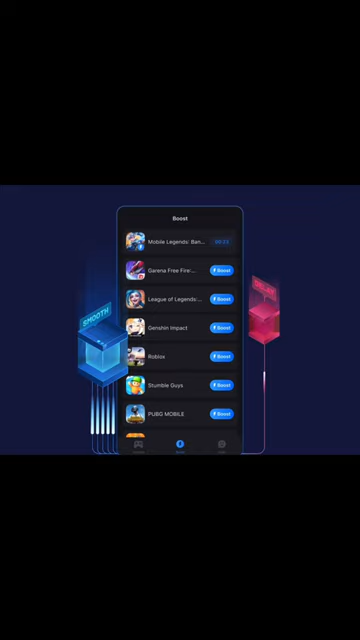 Boost
Mobile Legends: Ban...
Garena Free Fire:...
Boost
League of Legends:...
Boost
SMOOTH
Genshin Impact
Boost
Roblox
Boost
Stumble Guys
Boost
PUBG MOBILE
Boost